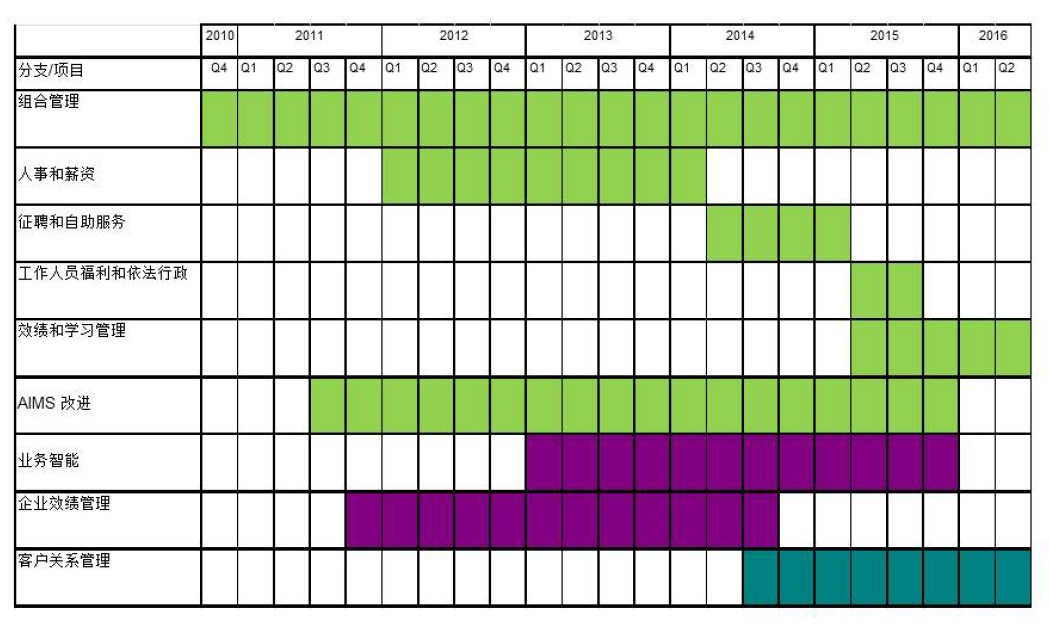 2010 2011 2012 2013 2014 2015 2016
分支/项目 Q4 Q1 Q2 Q3 Q4 Q1 Q2 Q3 Q4 Q1 Q2 Q3 Q4 Q1 Q2 Q3 Q4 Q1 Q2 Q3 Q4 Q1 Q2
组合管理
人事和薪资
征聘和自助服务
工作人员福利和依法行政
效绩和学习管理
AIMS 改进
业务智能
企业效绩管理
客户关系管理